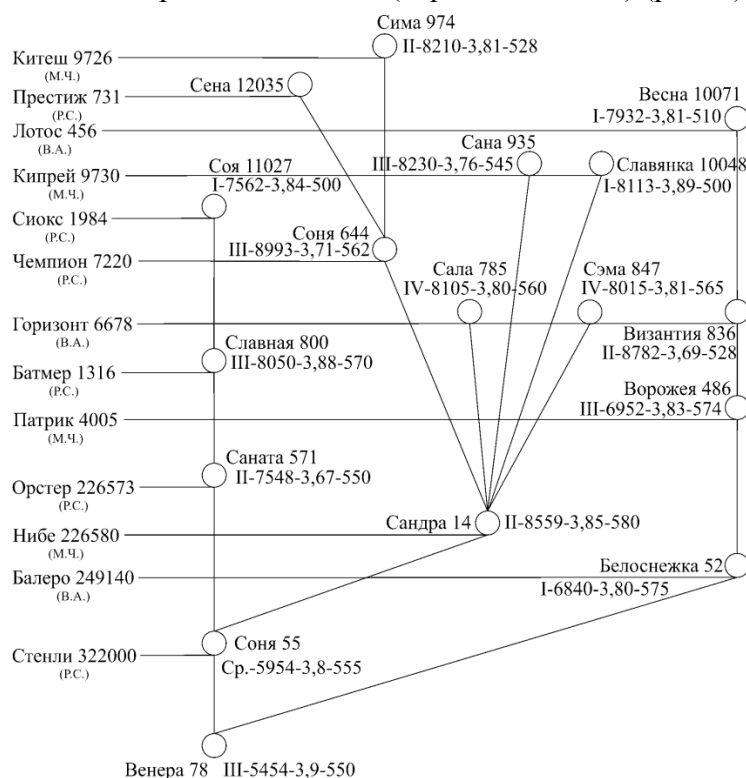 Сима 974
II-8210-3,81-528
Китеш 9726
(М.Ч.)
Сена 12035
Престиж 731
(Р.С.)
Весна 10071
I-7932-3,81-510
Лотос 456
(В.А.)
Сана 935
III-8230-3,76-545
Славянка 10048
I-8113-3,89-500
Соя 11027
I-7562-3,84-500
Кипрей 9730
(М.Ч.)
Сиокс 1984
(Р.С.)
Соня 644
III-8993-3,71-562
Чемпион 7220
(Р.С.)
Сала 785
IV-8105-3,80-560
Сэма 847
IV-8015-3,81-565
Горизонт 6678
(В.А.)
Византия 836
II-8782-3,69-528
Славная 800
III-8050-3,88-570
Батмер 1316
(Р.С.)
Ворожея 486
III-6952-3,83-574
Патрик 4005
(М.Ч.)
Саната 571
II-7548-3,67-550
Орстер 226573
(Р.С.)
Сандра 14 II-8559-3,85-580
Нибе 226580
(М.Ч.)
Белоснежка 52
I-6840-3,80-575
Балеро 249140
(В.А.)
Соня 55
Ср.-5954-3,8-555
Стенли 322000
(Р.С.)
Венера 78 III-5454-3,9-550